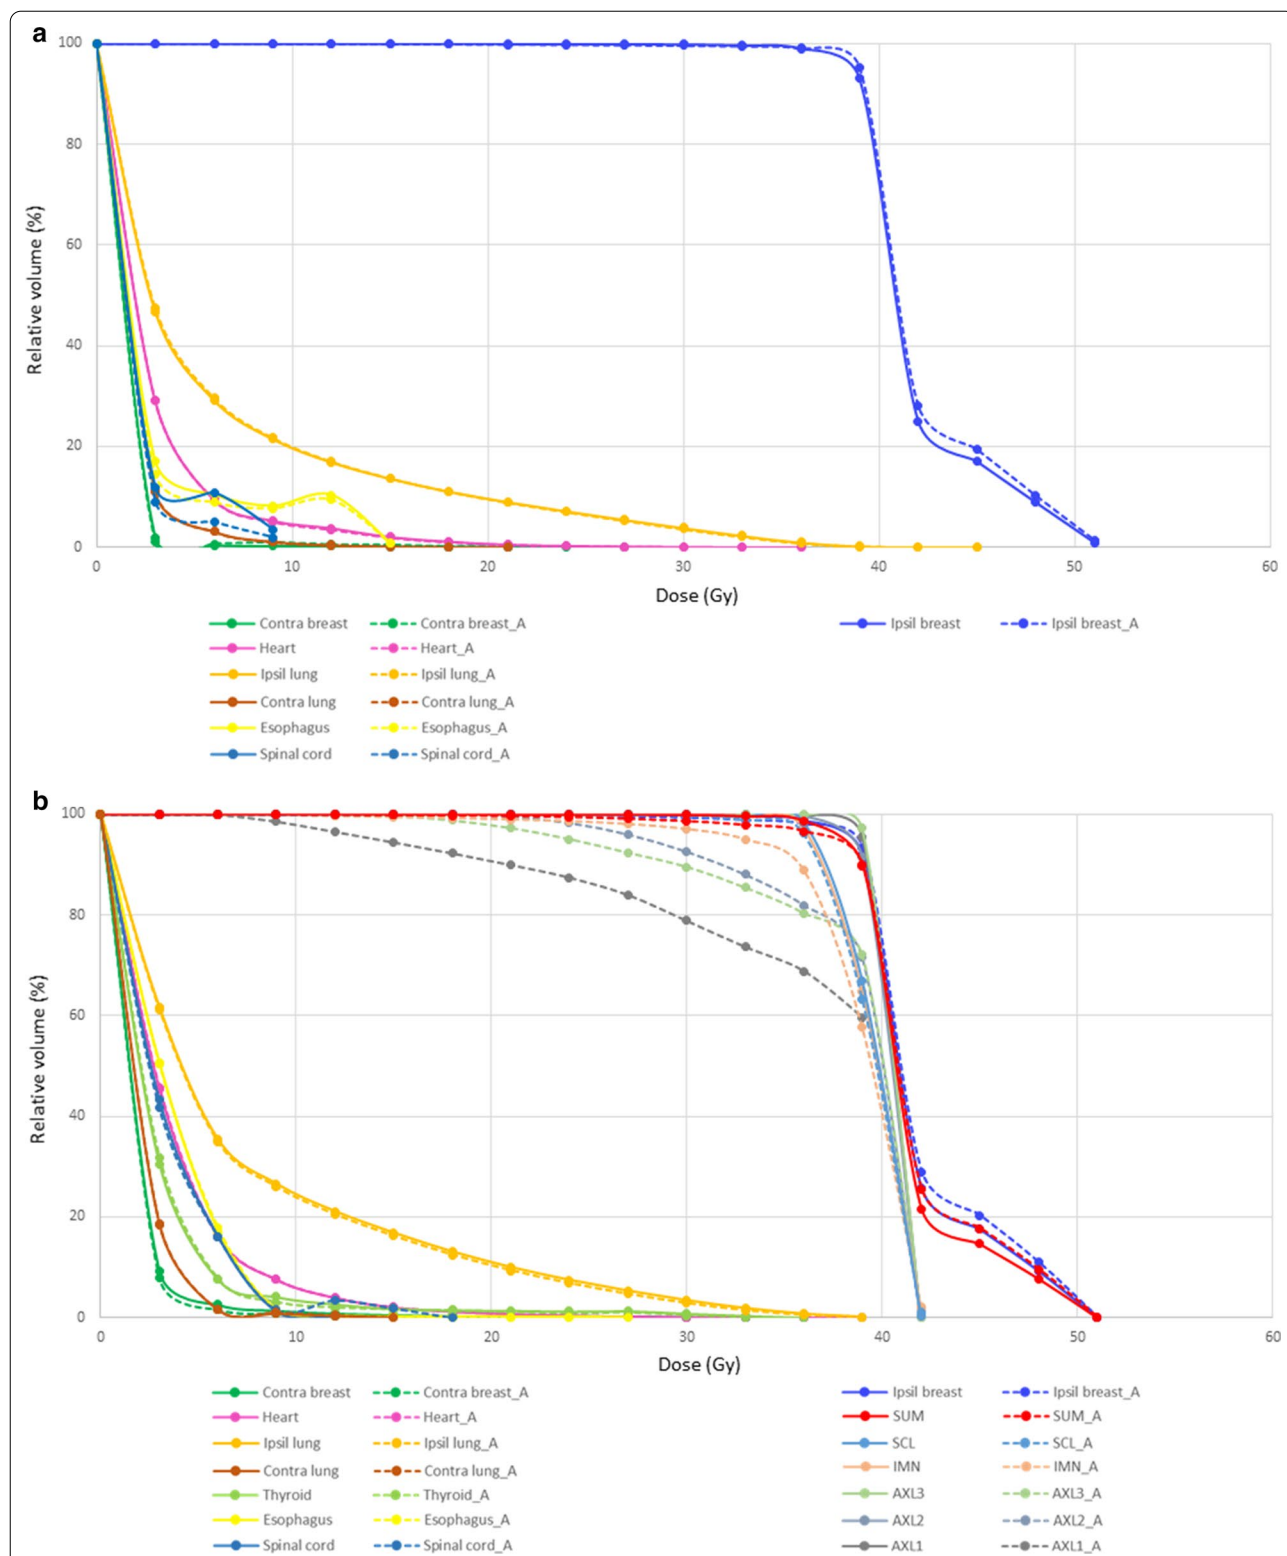 a
100
80
60
40
20
0
Relative volume (%)
0 10 20 30 40 50 60
Dose (Gy)
Contra breast Contra breast_A Ipsil breast Ipsil breast_A
Heart Heart_A
Ipsil lung Ipsil lung_A
Contra lung Contra lung_A
Esophagus Esophagus_A
Spinal cord Spinal cord_A
b
100
80
60
40
20
0
Relative volume (%)
0 10 20 30 40 50 60
Dose (Gy)
Contra breast Contra breast_A Ipsil breast Ipsil breast_A
Heart Heart_A SUM SUM_A
Ipsil lung Ipsil lung_A SCL SCL_A
Contra lung Contra lung_A IMN IMN_A
Thyroid Thyroid_A AXL3 AXL3_A
Esophagus Esophagus_A AXL2 AXL2_A
Spinal cord Spinal cord_A AXL1 AXL1_A